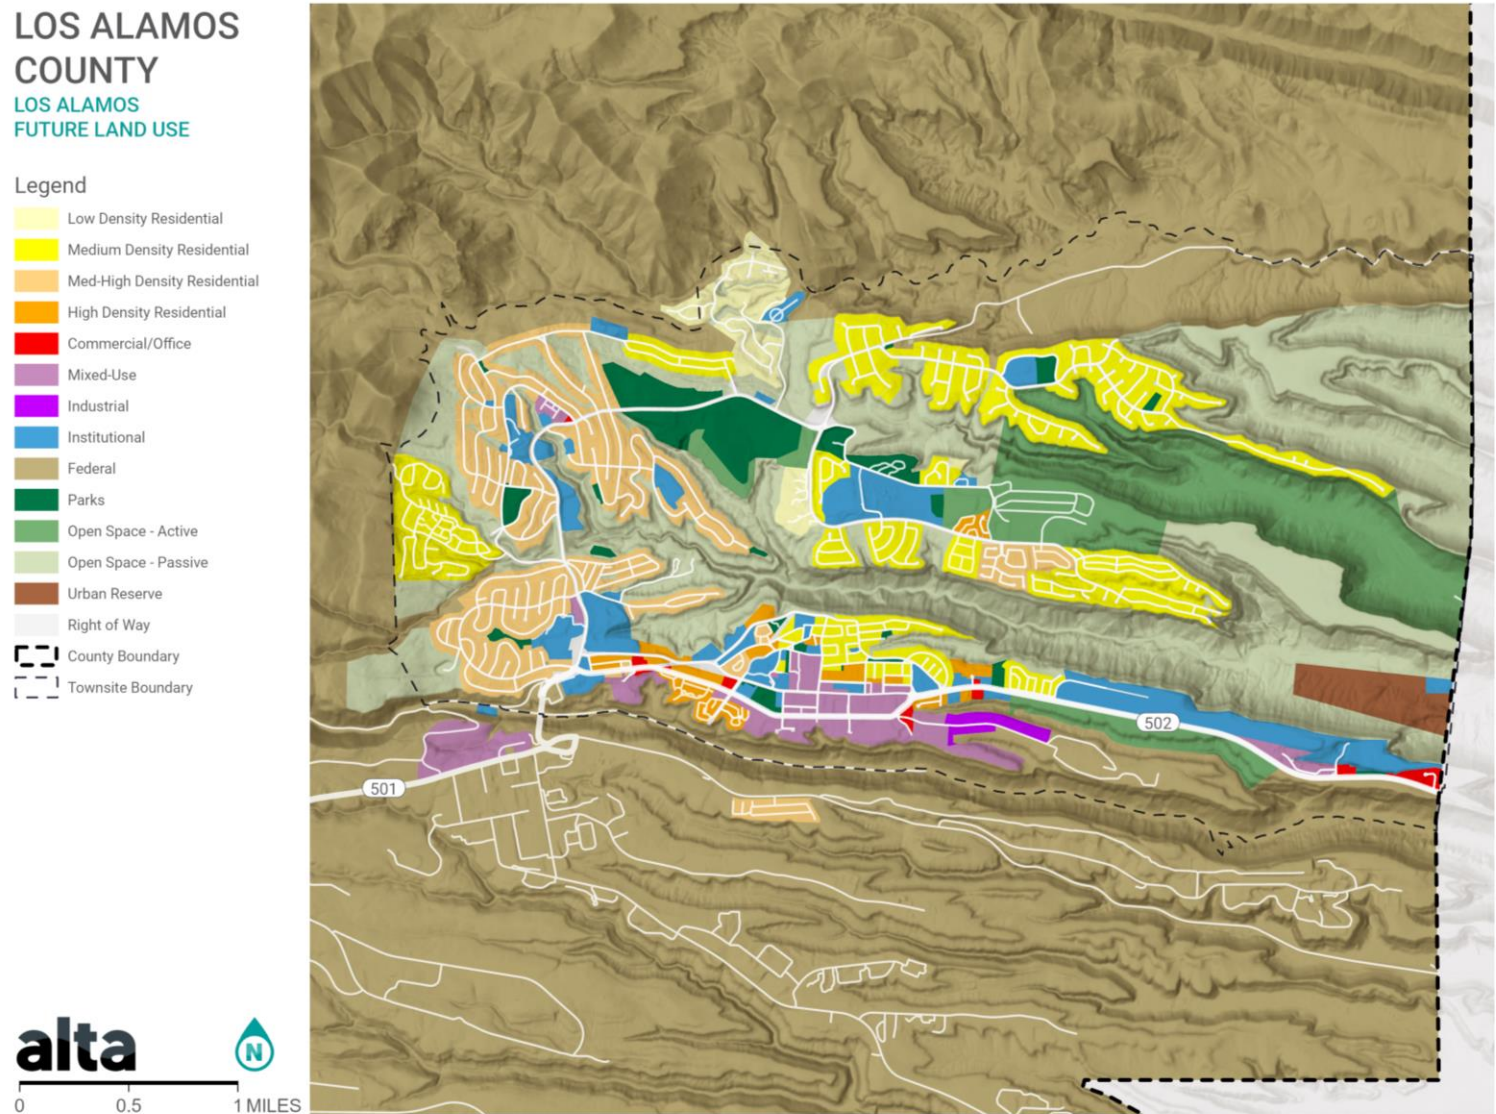 LOS ALAMOS
COUNTY
LOS ALAMOS
FUTURE LAND USE
Legend
Low Density Residential
Medium Density Residential
Med-High Density Residential
High Density Residential
Commercial/Office
Mixed-Use
Industrial
Institutional
Federal
Parks
Open Space - Active
Open Space - Passive
Urban Reserve
Right of Way
County Boundary
Townsite Boundary
502
501
alta
N
0 0.5 1 MILES